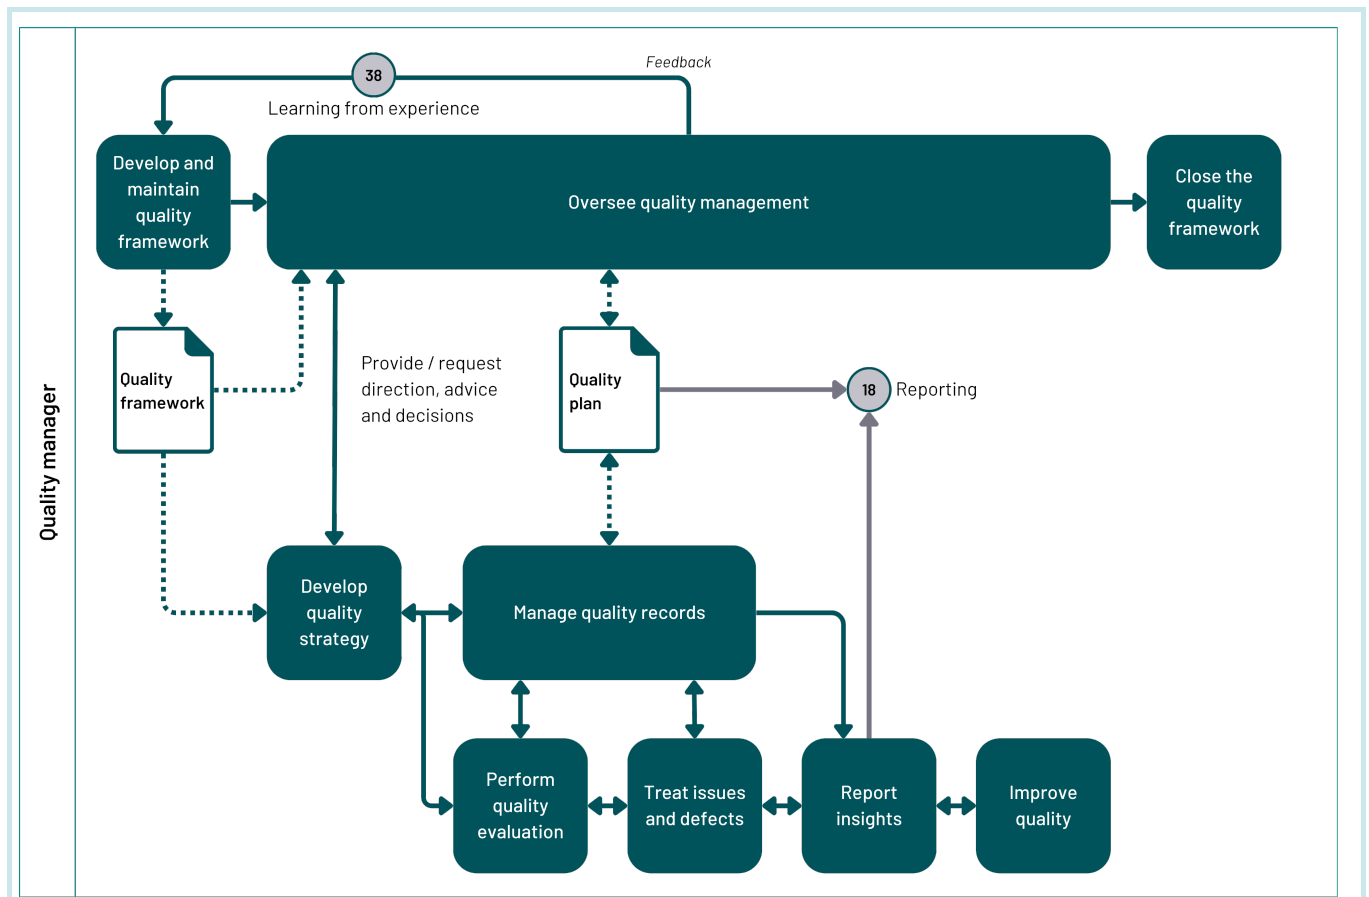 Feedback
38
Learning from experience
Develop and
maintain
quality
framework
Oversee quality management
Close the
quality
framework
Quality
framework
Provide / request
direction, advice
and decisions
Quality
plan
18
Reporting
Quality manager
Develop
quality
strategy
Manage quality records
Perform
quality
evaluation
Treat issues
and defects
Report
insights
Improve
quality